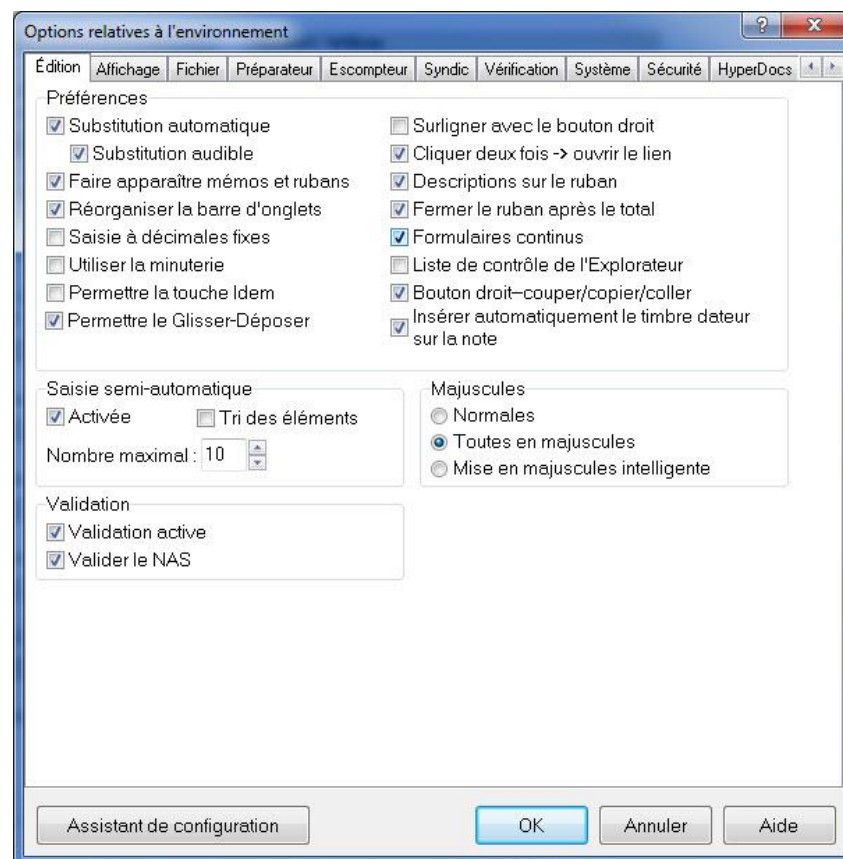 Options relatives à l'environnement
Édition Affichage Fichier Préparateur Escompteur Syndic Vérification Système Sécurité HyperDocs
Préférences
Substitution automatique
Substitution audible
Faire apparaître mémos et rubans
Réorganiser la barre d'onglets
Saisie à décimales fixes
Utiliser la minuterie
Permettre la touche Idem
Permettre le Glisser-Déposer
Surligner avec le bouton droit
Cliquer deux fois -> ouvrir le lien
Descriptions sur le ruban
Fermer le ruban après le total
Formulaires continus
Liste de contrôle de l'Explorateur
Bouton droit—couper/copier/coller
Insérer automatiquement le timbre dateur
sur la note
Saisie semi-automatique
Activée Tri des éléments
Nombre maximal : 10
Majuscules
Normales
Toutes en majuscules
Mise en majuscules intelligente
Validation
Validation active
Valider le NAS
Assistant de configuration OK Annuler Aide